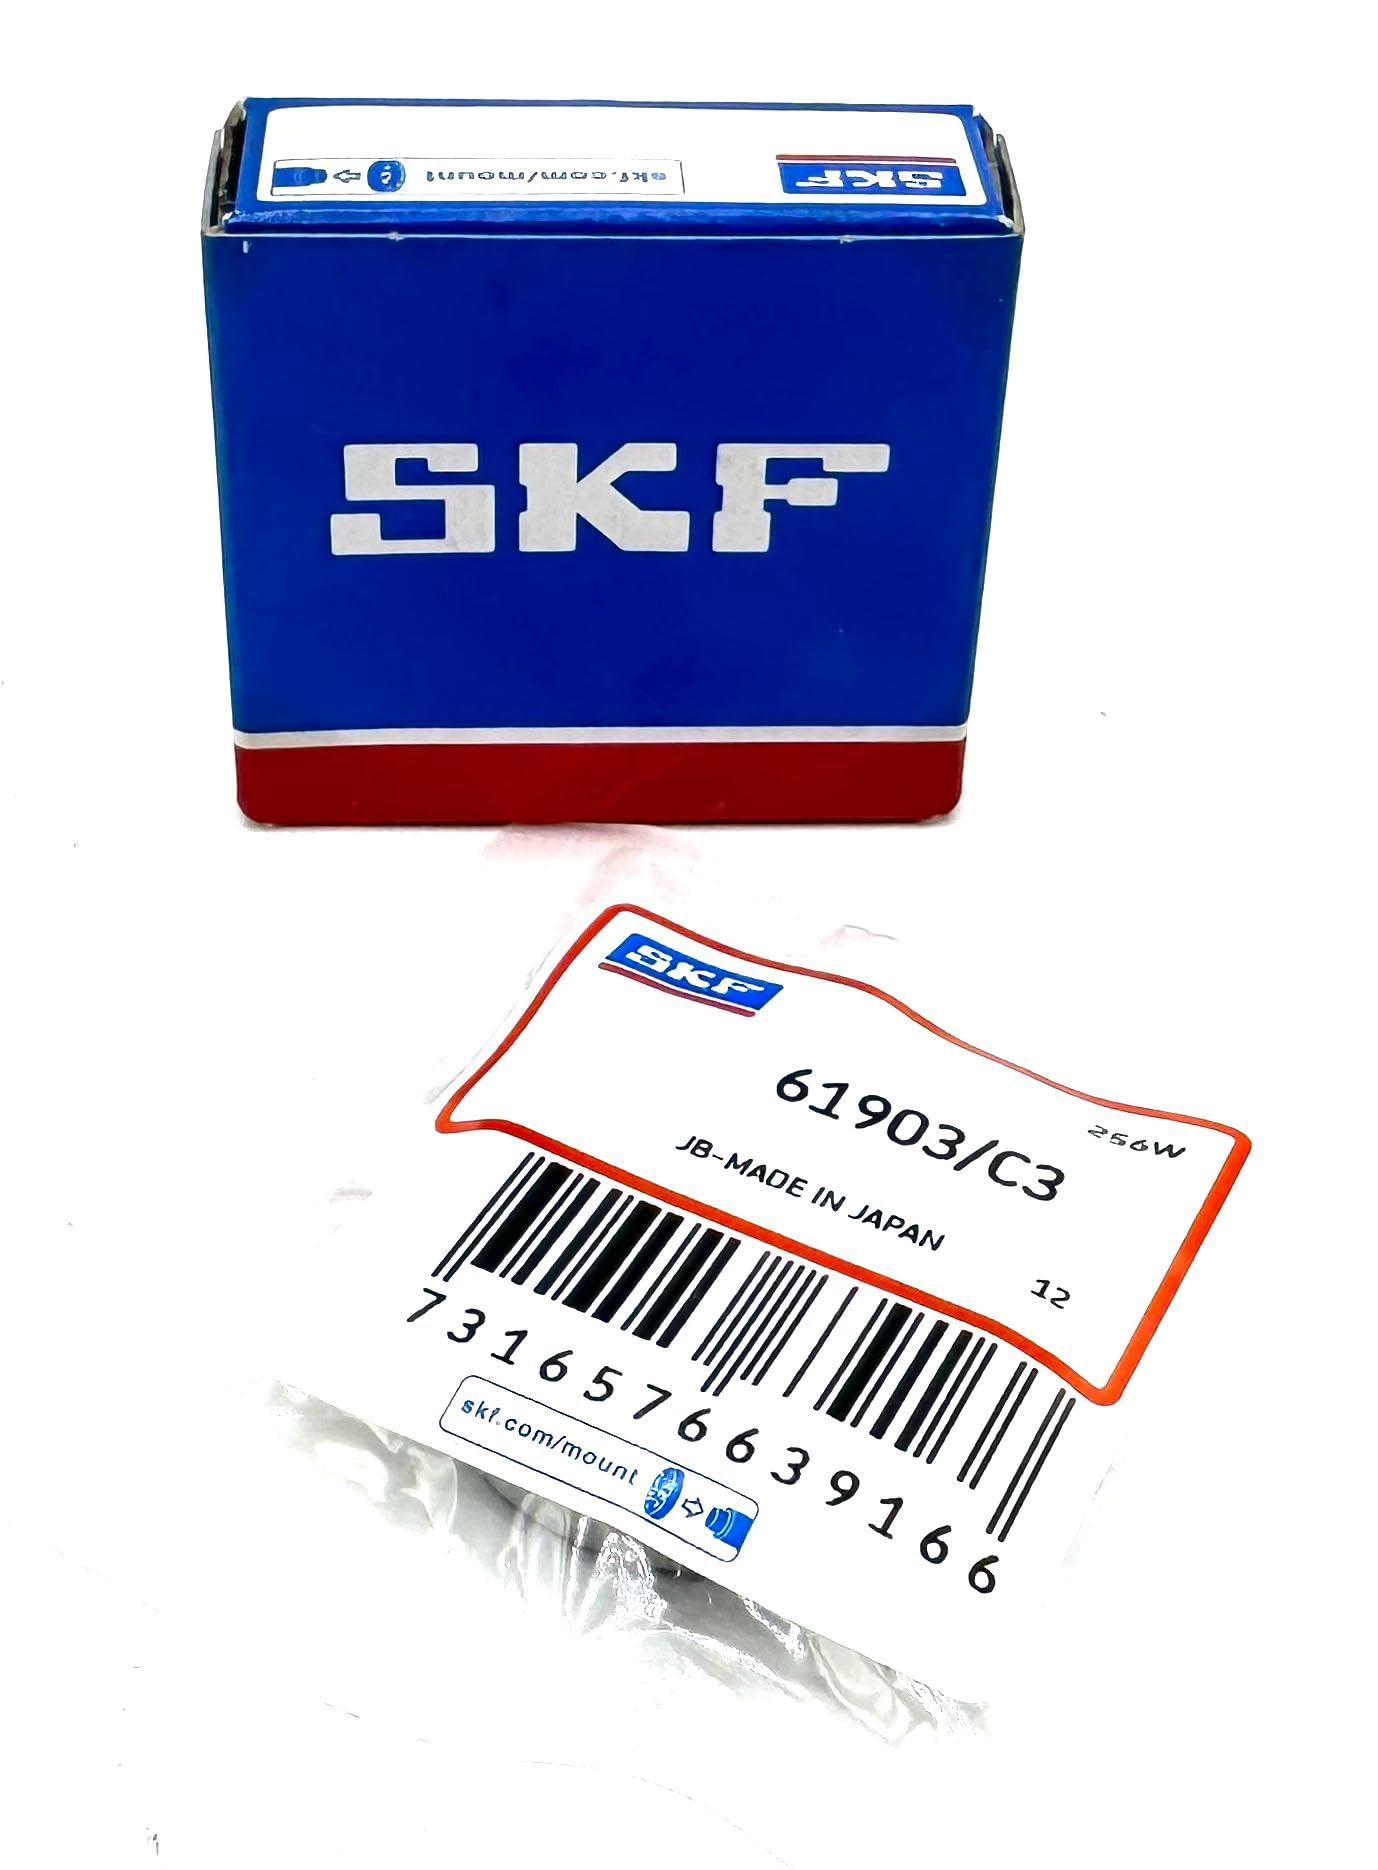 skf.com/mount
SKF
SKF
SKF
256W
61903/C3
JB-MADE IN JAPAN
12
7316576639166
skf.com/mount